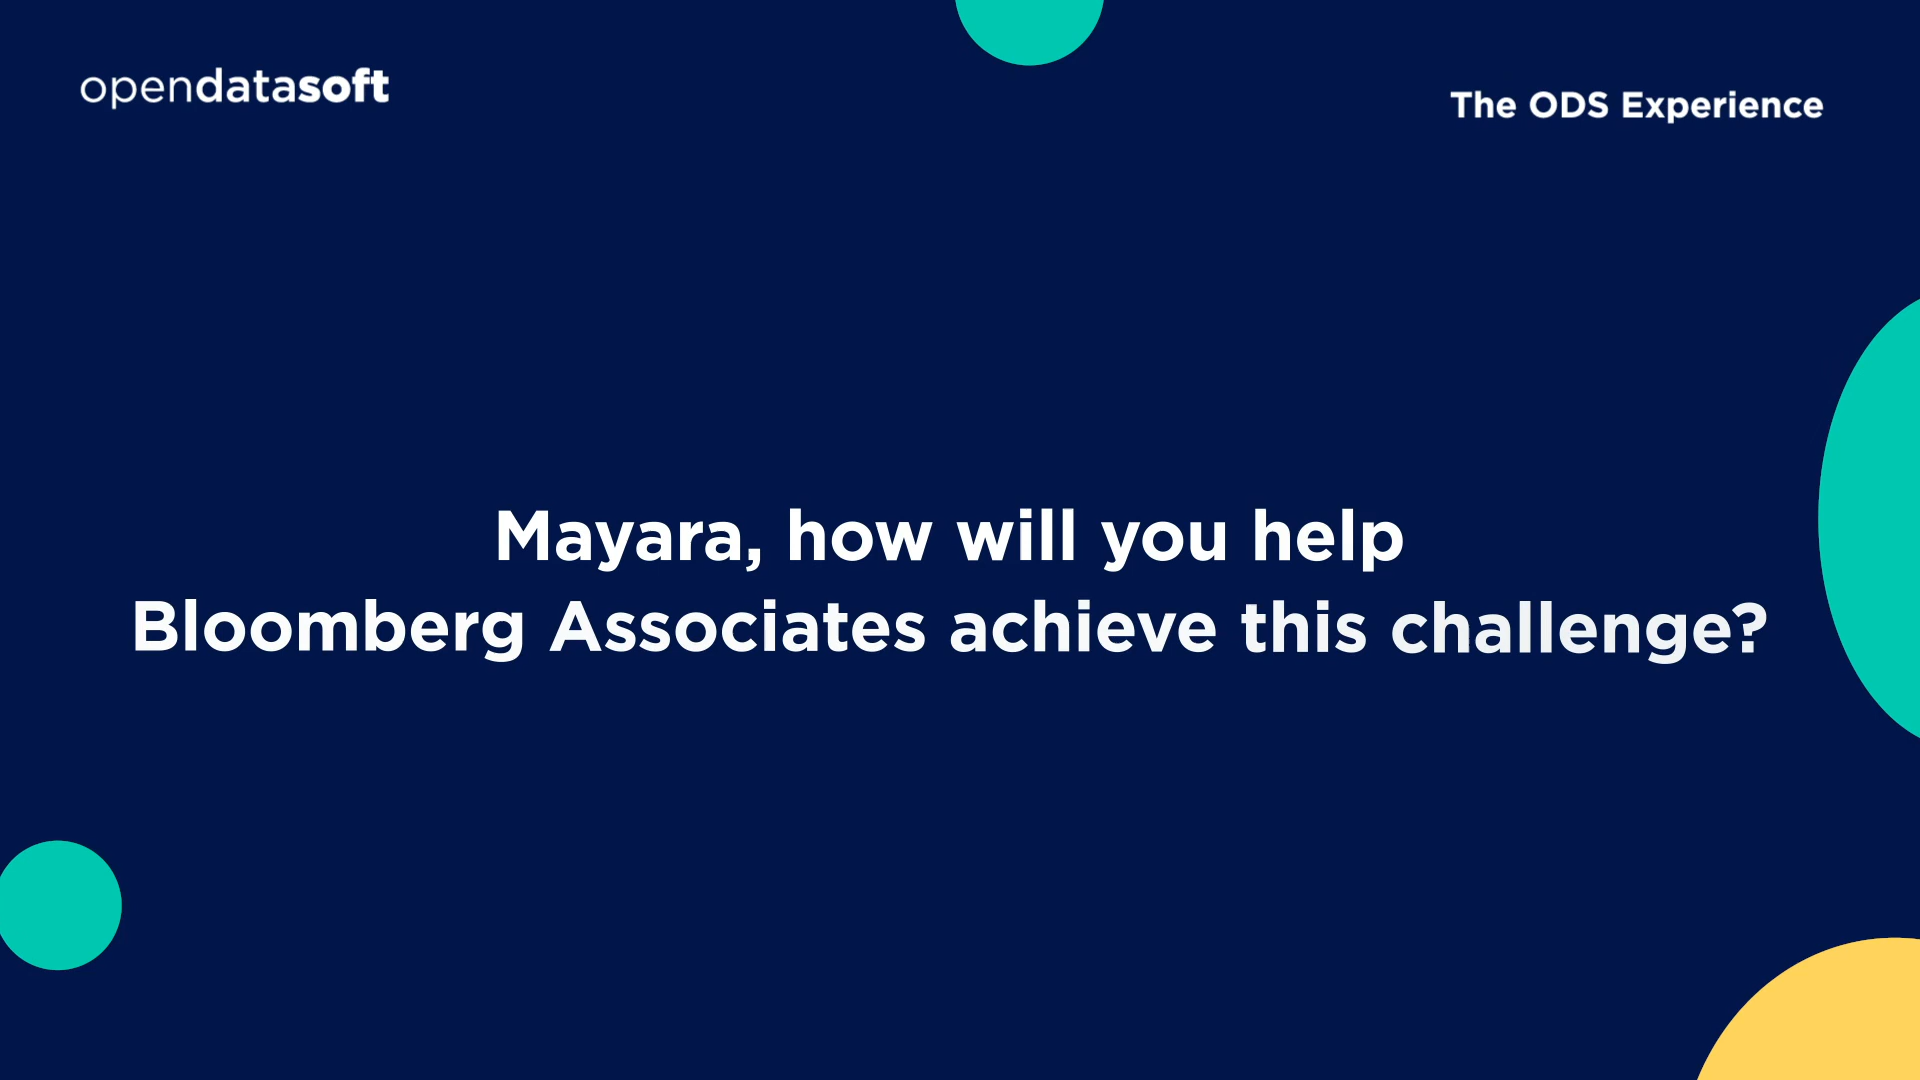 opendatasoft
The ODS Experience
Mayara, how will you help
Bloomberg Associates achieve this challenge?